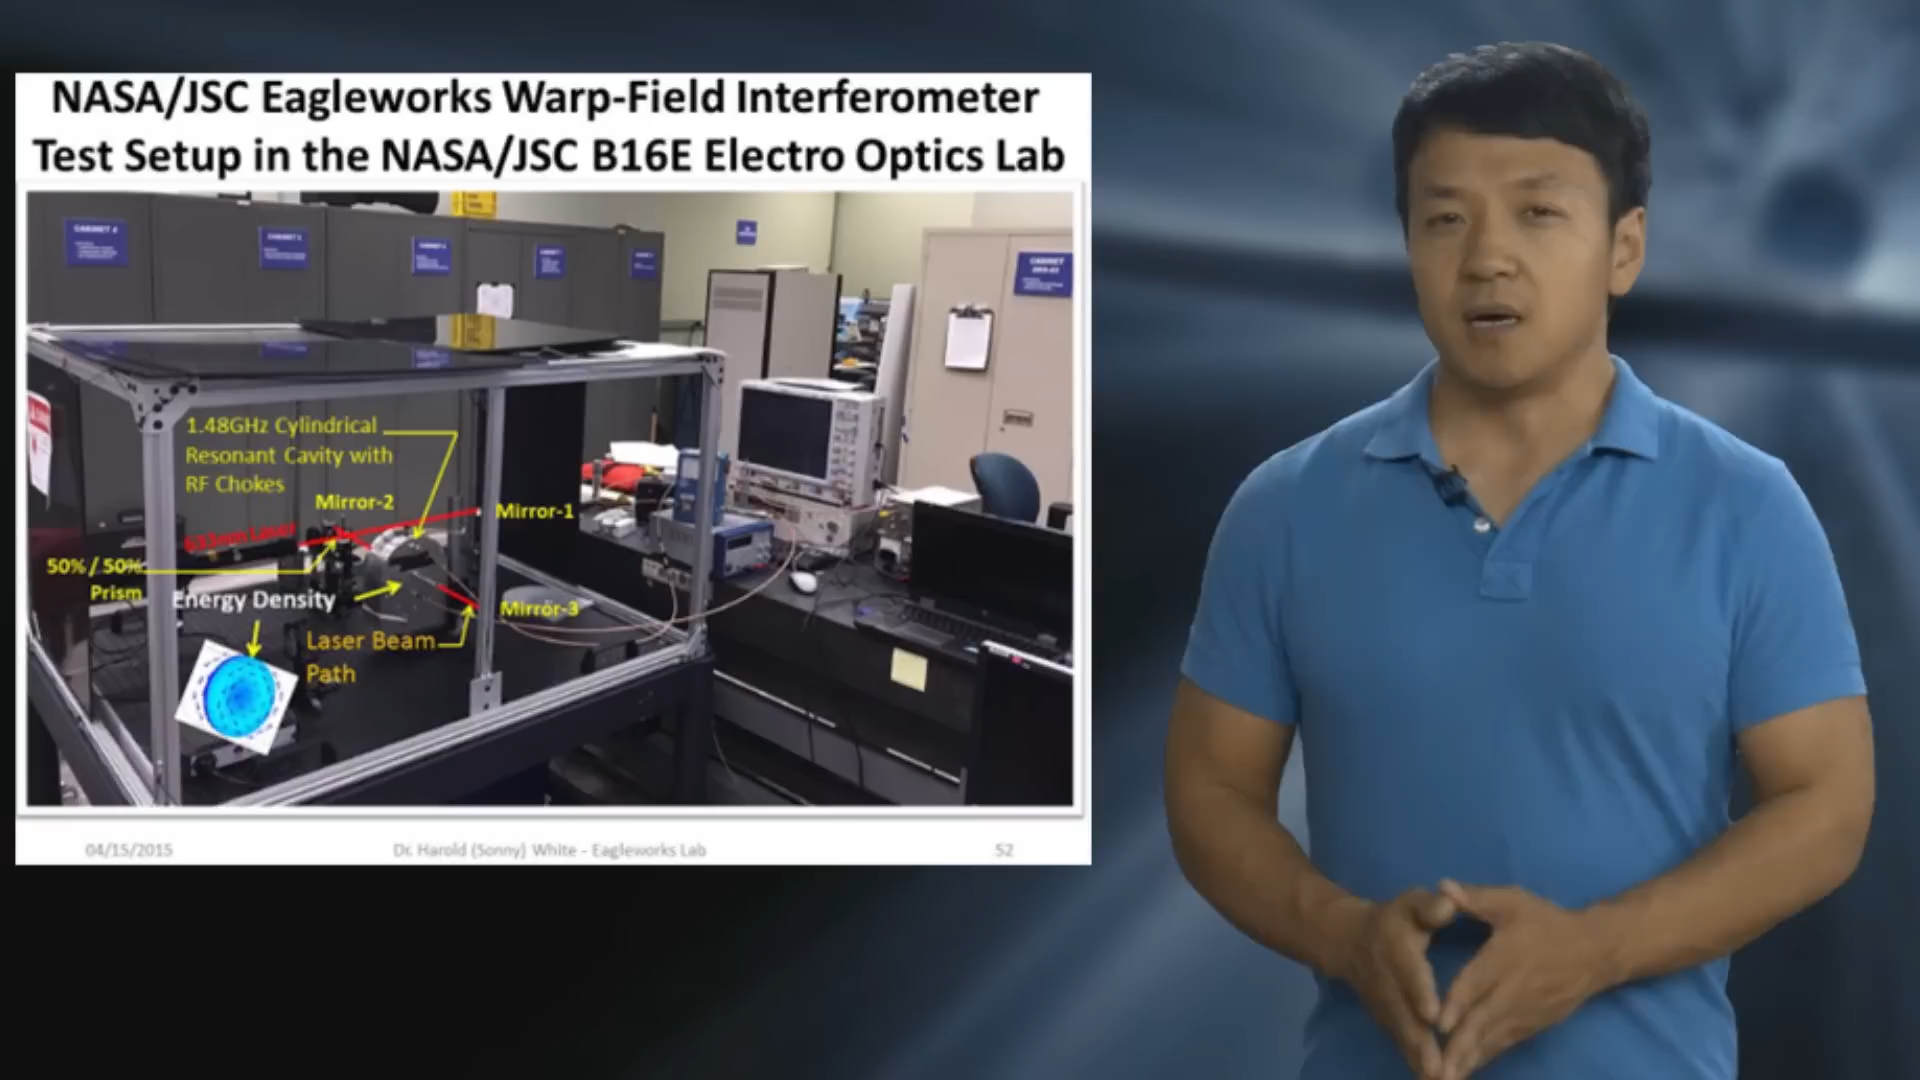 NASA/JSC Eagleworks Warp-Field Interferometer
Test Setup in the NASA/JSC B16E Electro Optics Lab
CABINET
1.48GHz Cylindrical
Resonant Cavity with
RF Chokes
Mirror-2
Mirror-1
Laser
50% / 50%
Prism
Energy Density
Mirror-3
Laser Beam
Path
04/15/2015
Dr. Harold (Sonny) White - Eagleworks Lab
52